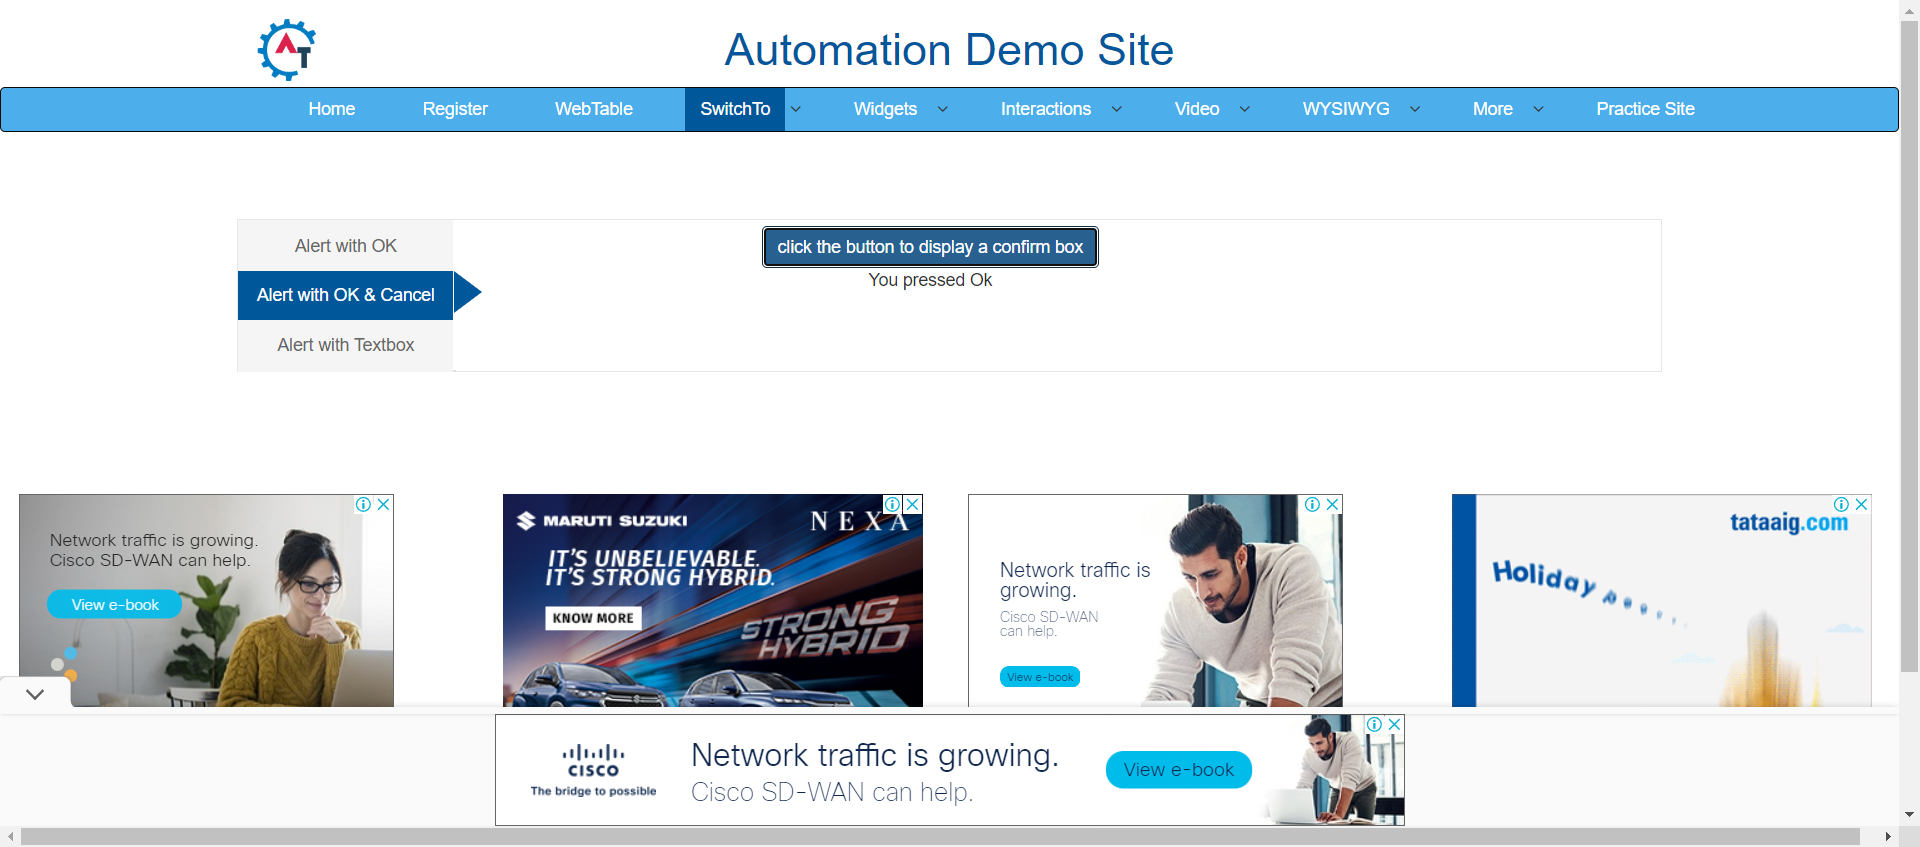 AT
Automation Demo Site
Home Register WebTable SwitchTo Widgets Interactions Video WYSIWYG More Practice Site
Alert with OK
Alert with OK & Cancel
Alert with Textbox
click the button to display a confirm box
You pressed Ok
Network traffic is growing.
Cisco SD-WAN can help.
View e-book
MARUTI SUZUKI
NEXA
IT'S UNBELIEVABLE.
IT'S STRONG HYBRID.
KNOW MORE
STRONG
HYBRID
Network traffic is
growing.
Cisco SD-WAN
can help.
View e-book
tataaig.com
Holiday
CISCO
The bridge to possible
Network traffic is growing.
Cisco SD-WAN can help.
View e-book